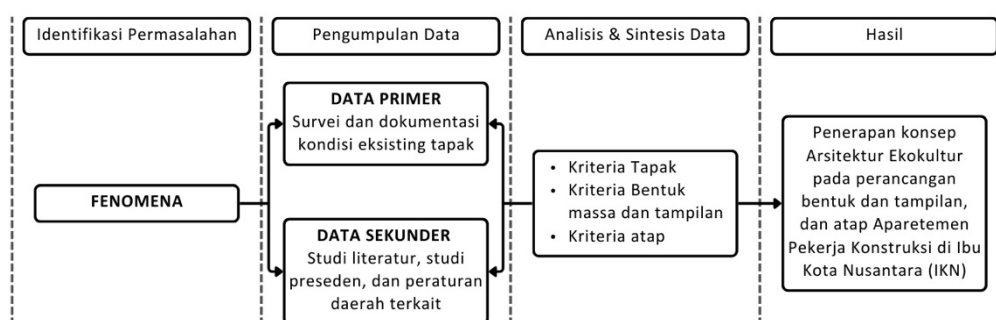 Identifikasi Permasalahan
Pengumpulan Data
Analisis & Sintesis Data
Hasil
FENOMENA
DATA PRIMER
Survei dan dokumentasi
kondisi eksisting tapak
DATA SEKUNDER
Studi literatur, studi
preseden, dan peraturan
daerah terkait
• Kriteria Tapak
• Kriteria Bentuk
massa dan tampilan
• Kriteria atap
Penerapan konsep
Arsitektur Ekokultur
pada perancangan
bentuk dan tampilan,
dan atap Aparetemen
Pekerja Konstruksi di Ibu
Kota Nusantara (IKN)